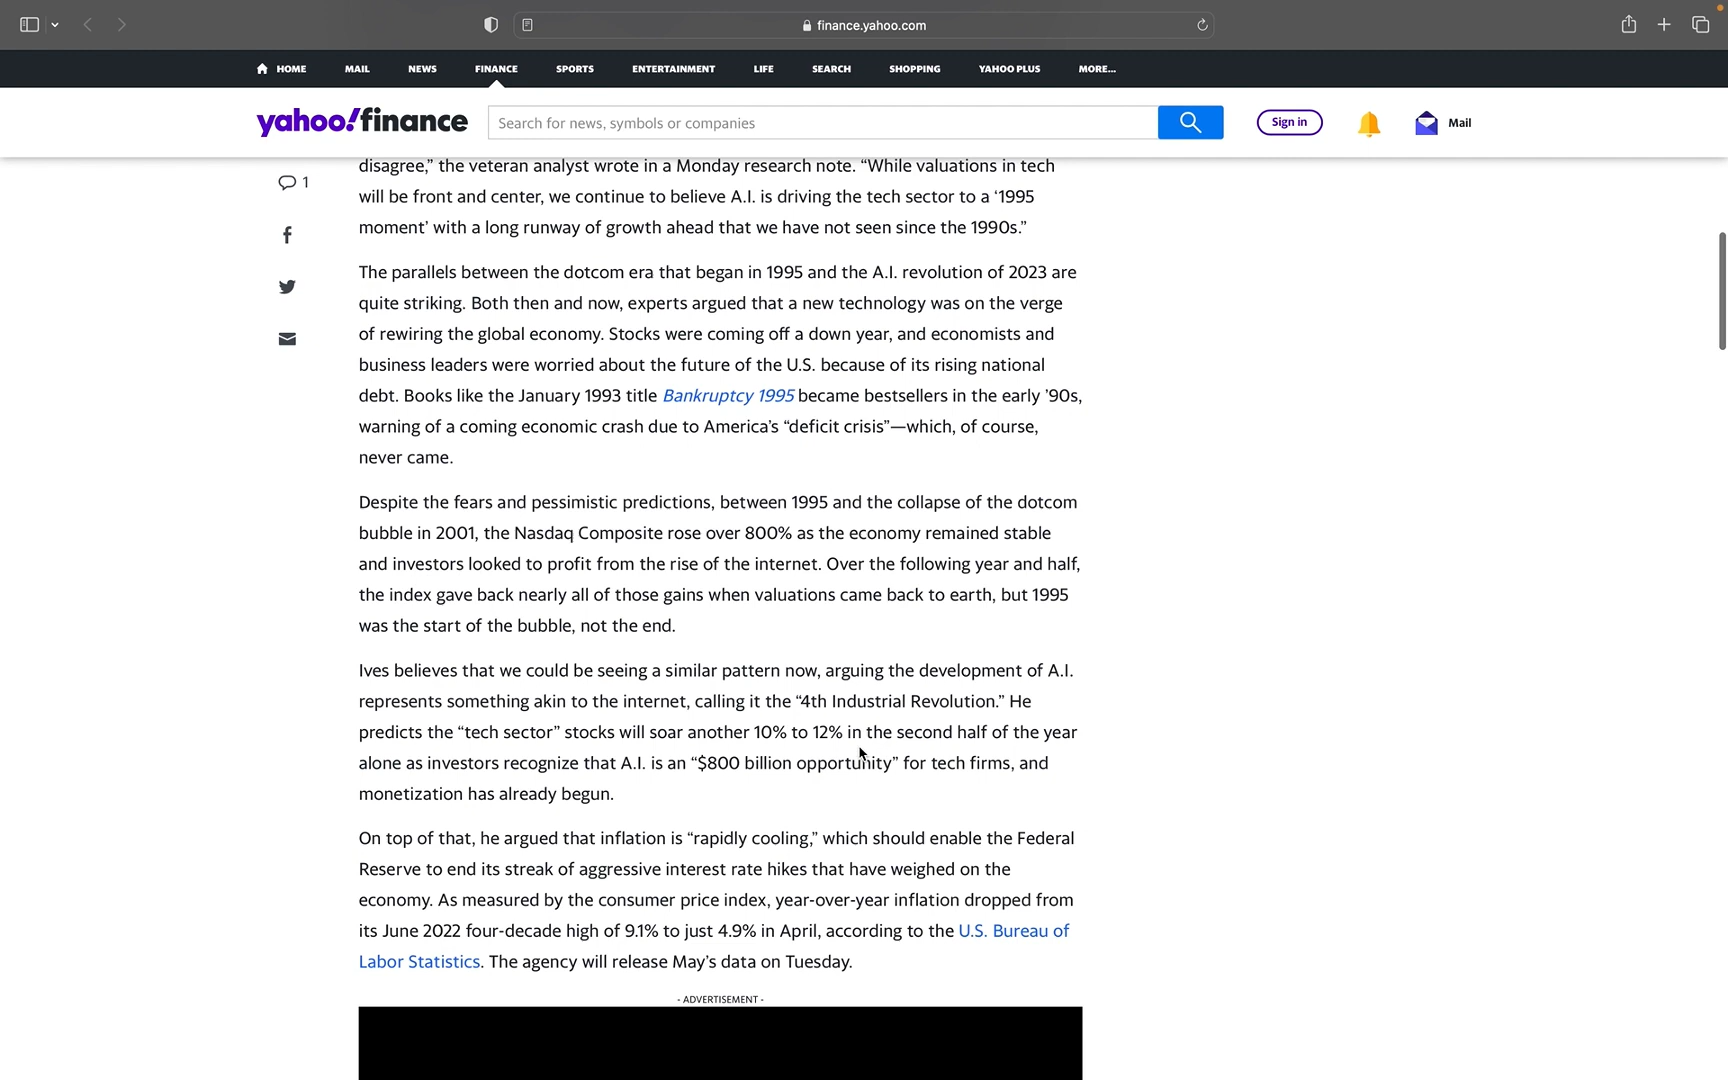 finance.yahoo.com
HOME MAIL NEWS FINANCE SPORTS ENTERTAINMENT LIFE SEARCH SHOPPING YAHOO PLUS MORE...
yahoo!finance
Search for news, symbols or companies
Sign in
Mail
1
disagree,” the veteran analyst wrote in a Monday research note. “While valuations in tech
will be front and center, we continue to believe A.I. is driving the tech sector to a ‘1995
moment’ with a long runway of growth ahead that we have not seen since the 1990s.”
The parallels between the dotcom era that began in 1995 and the A.I. revolution of 2023 are
quite striking. Both then and now, experts argued that a new technology was on the verge
of rewiring the global economy. Stocks were coming off a down year, and economists and
business leaders were worried about the future of the U.S. because of its rising national
debt. Books like the January 1993 title Bankruptcy 1995 became bestsellers in the early ’90s,
warning of a coming economic crash due to America’s “deficit crisis”—which, of course,
never came.
Despite the fears and pessimistic predictions, between 1995 and the collapse of the dotcom
bubble in 2001, the Nasdaq Composite rose over 800% as the economy remained stable
and investors looked to profit from the rise of the internet. Over the following year and half,
the index gave back nearly all of those gains when valuations came back to earth, but 1995
was the start of the bubble, not the end.
Ives believes that we could be seeing a similar pattern now, arguing the development of A.I.
represents something akin to the internet, calling it the “4th Industrial Revolution.” He
predicts the “tech sector” stocks will soar another 10% to 12% in the second half of the year
alone as investors recognize that A.I. is an “$800 billion opportunity” for tech firms, and
monetization has already begun.
On top of that, he argued that inflation is “rapidly cooling,” which should enable the Federal
Reserve to end its streak of aggressive interest rate hikes that have weighed on the
economy. As measured by the consumer price index, year-over-year inflation dropped from
its June 2022 four-decade high of 9.1% to just 4.9% in April, according to the U.S. Bureau of
Labor Statistics. The agency will release May’s data on Tuesday.
- ADVERTISEMENT -